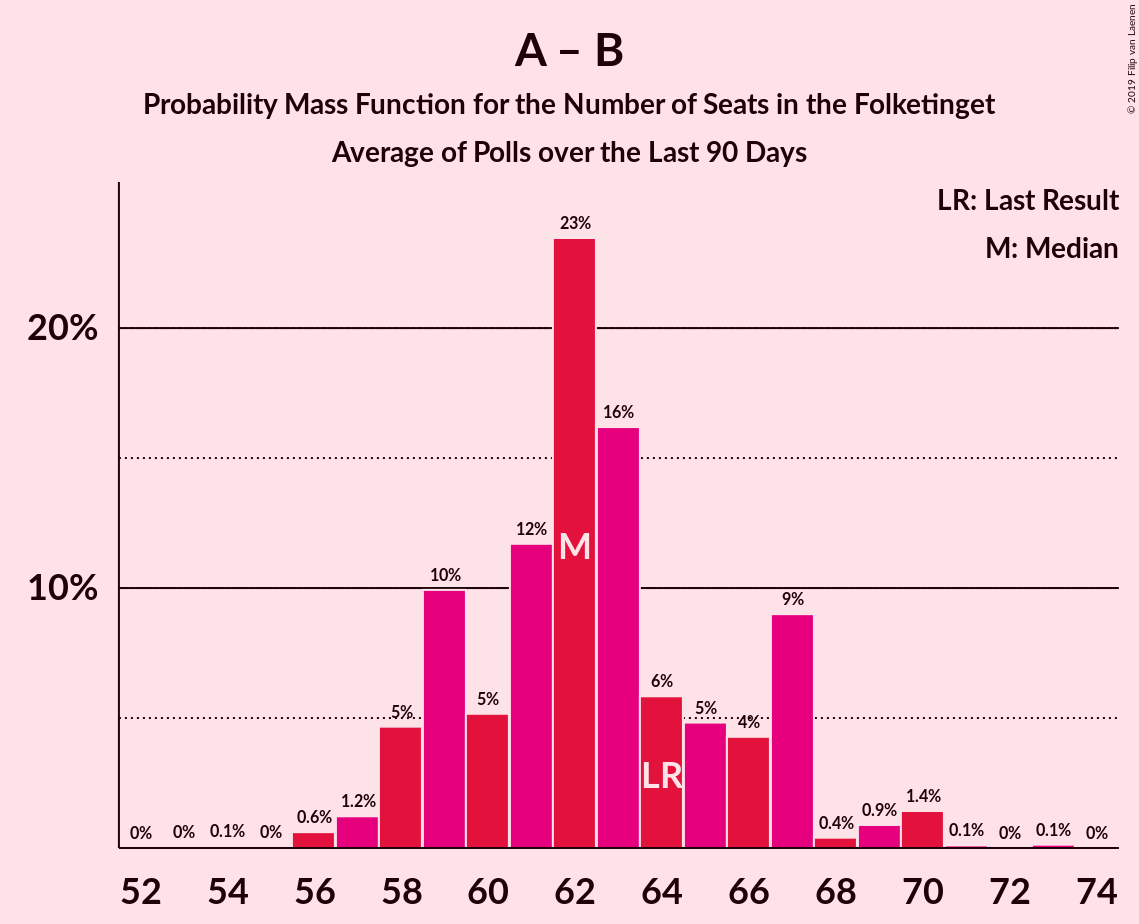 A – B
Probability Mass Function for the Number of Seats in the Folketinget
Average of Polls over the Last 90 Days
© 2019 Filip van Laenen
LR: Last Result
M: Median
20%
10%
0%
0%
0.1%
0%
0.6%
1.2%
5%
10%
5%
12%
23%
16%
6%
5%
4%
9%
0.4%
0.9%
1.4%
0.1%
0%
0.1%
0%
M
LR
52 54 56 58 60 62 64 66 68 70 72 74